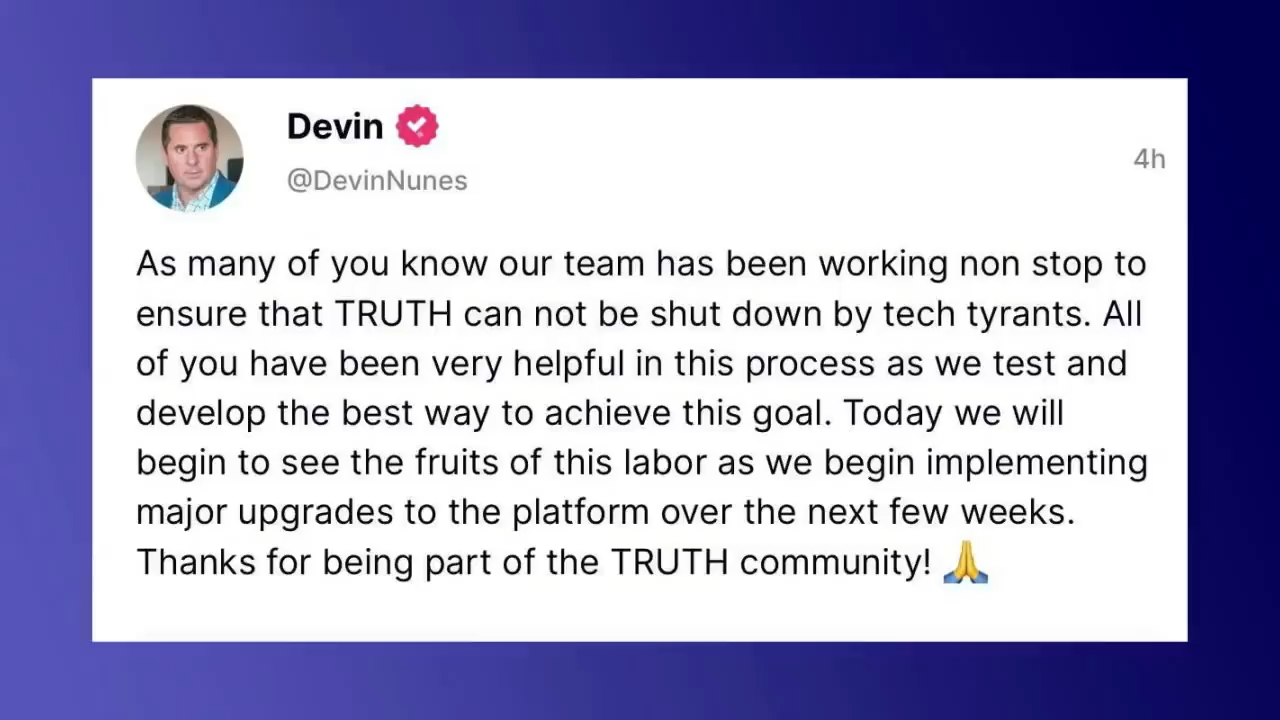 Devin
@DevinNunes
4h
As many of you know our team has been working non stop to
ensure that TRUTH can not be shut down by tech tyrants. All
of you have been very helpful in this process as we test and
develop the best way to achieve this goal. Today we will
begin to see the fruits of this labor as we begin implementing
major upgrades to the platform over the next few weeks.
Thanks for being part of the TRUTH community! 🙏